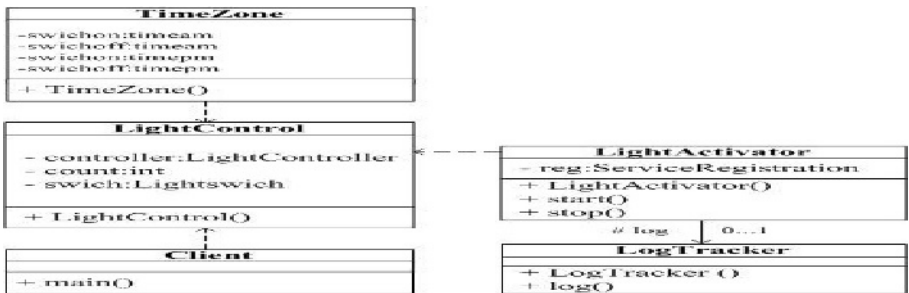 TimeZone
-swichon:timeam
-swichoff:timeam
-swichon:timepm
-swichoff:timepm
+ TimeZone()
LightControl
- controller:LightController
- count:int
- swich:Lightswich
+ LightControl()
Client
+ main()
LightActivator
- reg:ServiceRegistration
+ LightActivator()
+ start()
+ stop()
# log 0...1
LogTracker
+ LogTracker ()
+ log()